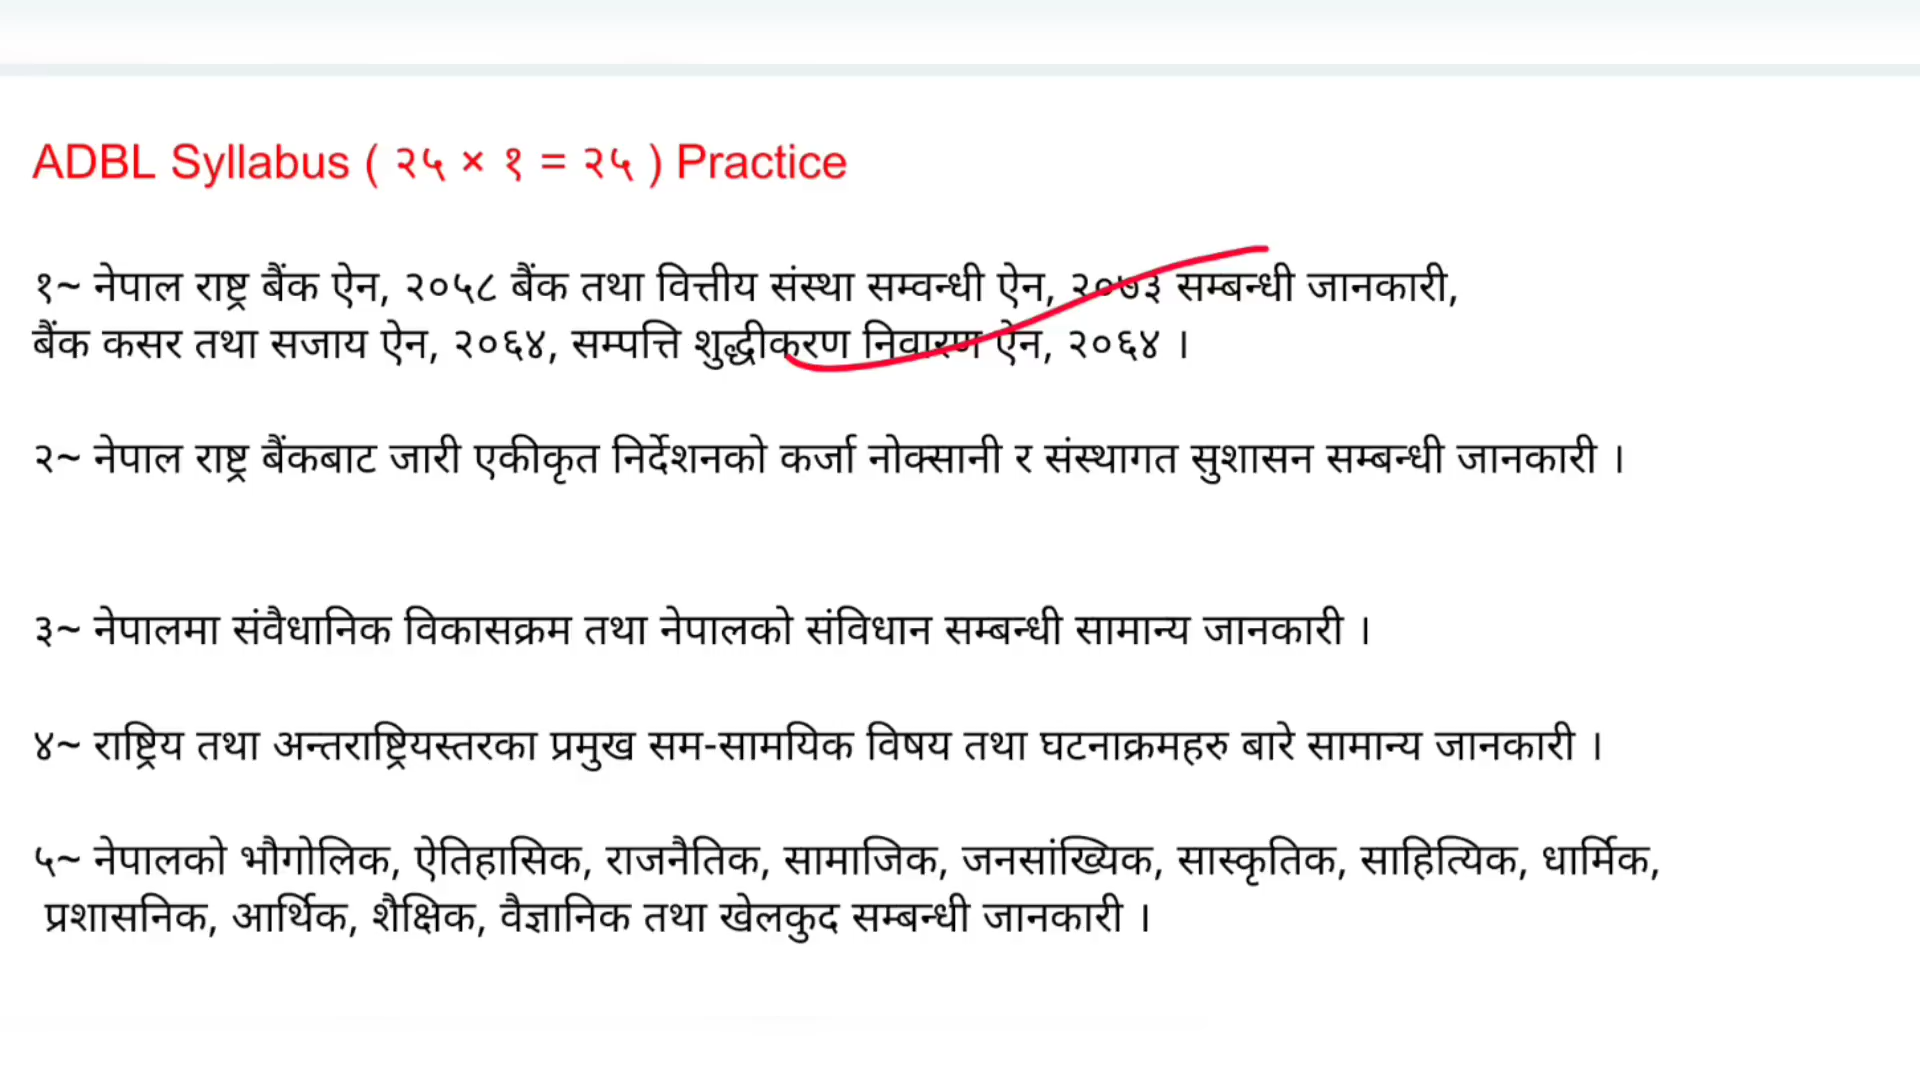 ADBL Syllabus ( २५ × १ = २५ ) Practice
१~ नेपाल राष्ट्र बैंक ऐन, २०५८ बैंक तथा वित्तीय संस्था सम्वन्धी ऐन, २०७३ सम्बन्धी जानकारी,
बैंक कसर तथा सजाय ऐन, २०६४, सम्पत्ति शुद्धीकरण निवारण ऐन, २०६४ ।
२~ नेपाल राष्ट्र बैंकबाट जारी एकीकृत निर्देशनको कर्जा नोक्सानी र संस्थागत सुशासन सम्बन्धी जानकारी ।
३~ नेपालमा संवैधानिक विकासक्रम तथा नेपालको संविधान सम्बन्धी सामान्य जानकारी ।
४~ राष्ट्रिय तथा अन्तराष्ट्रियस्तरका प्रमुख सम-सामयिक विषय तथा घटनाक्रमहरु बारे सामान्य जानकारी ।
५~ नेपालको भौगोलिक, ऐतिहासिक, राजनैतिक, सामाजिक, जनसांख्यिक, सास्कृतिक, साहित्यिक, धार्मिक,
प्रशासनिक, आर्थिक, शैक्षिक, वैज्ञानिक तथा खेलकुद सम्बन्धी जानकारी ।